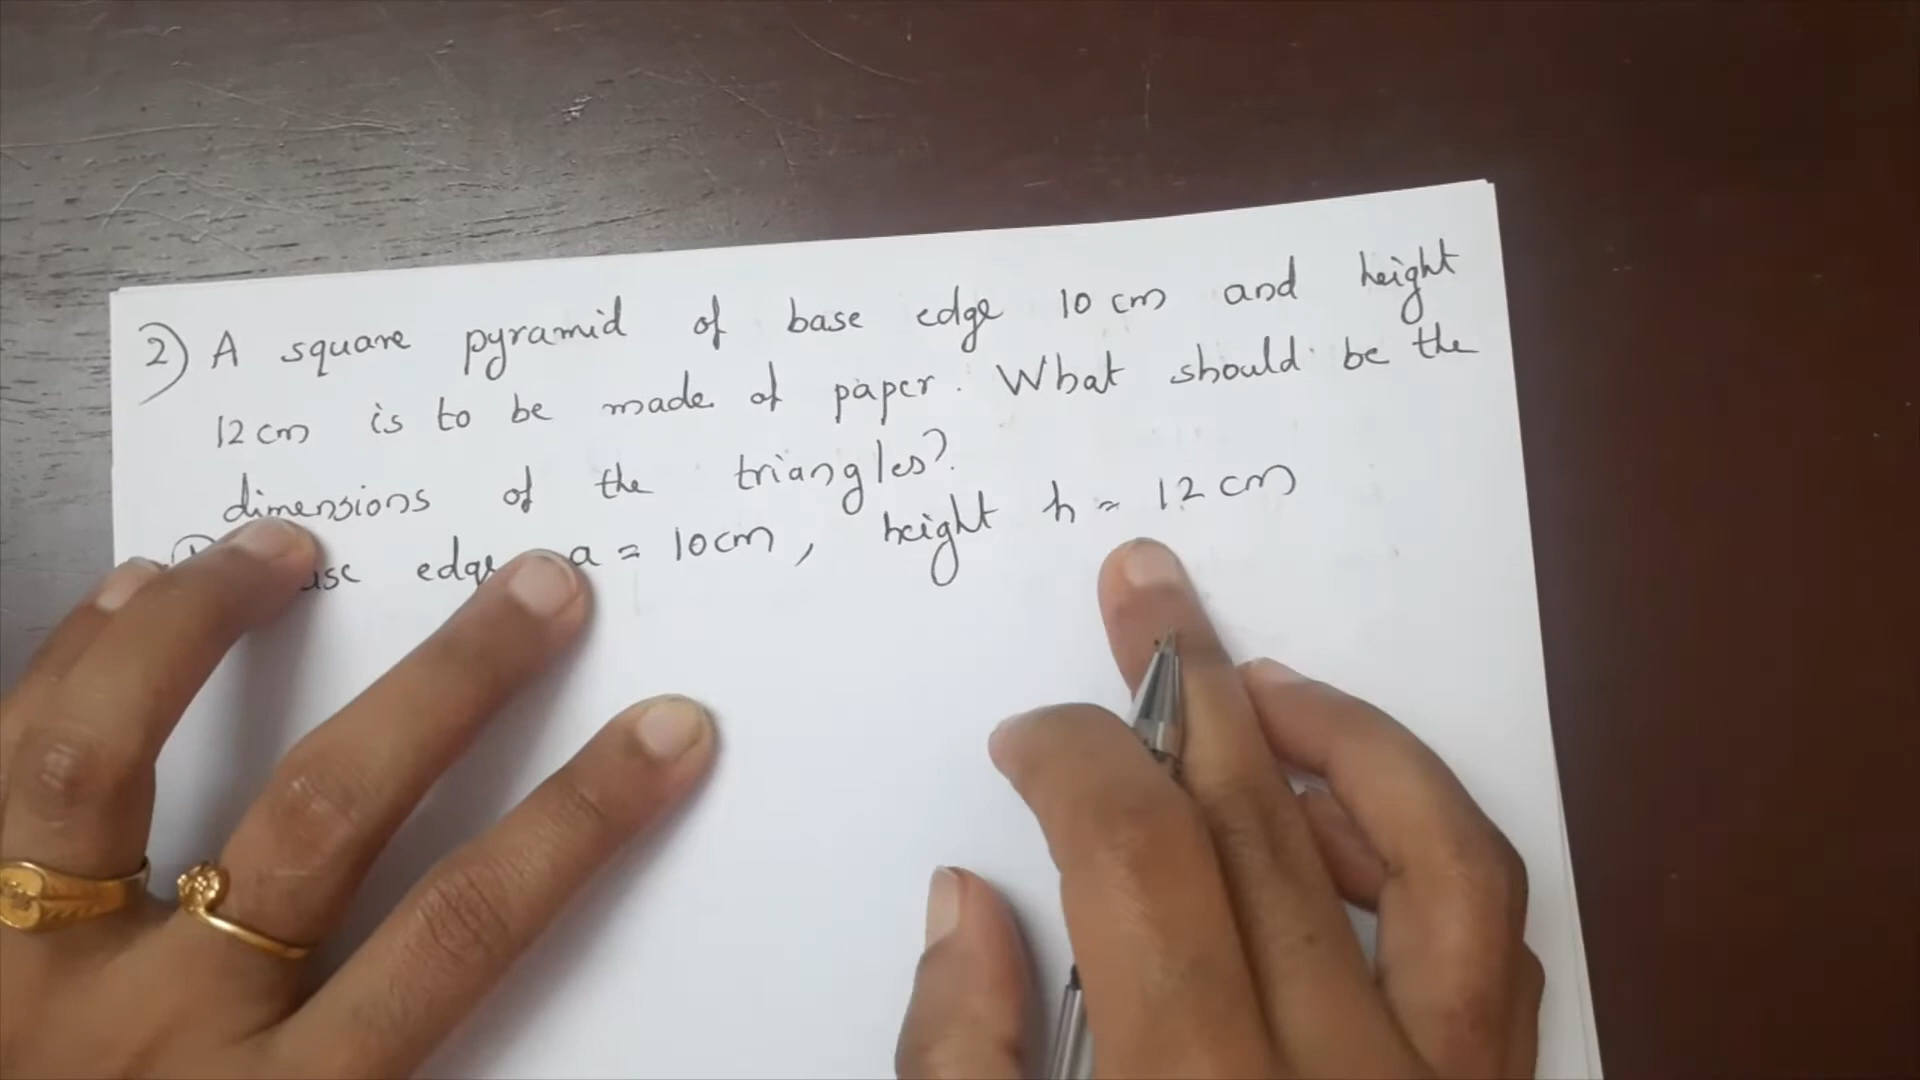 2) A square pyramid of base edge 10 cm and height
12 cm is to be made of paper. What should be the
dimensions of the triangles?
edge a = 10cm, height h = 12 cm